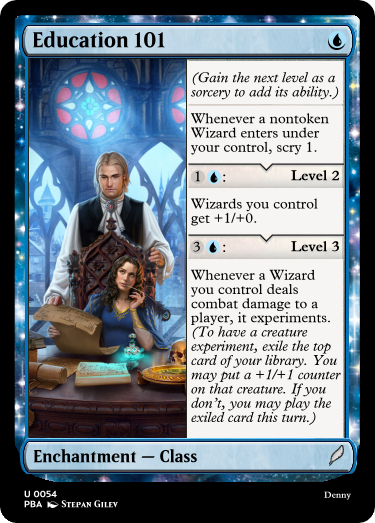 Education 101
(Gain the next level as a
sorcery to add its ability.)
Whenever a nontoken
Wizard enters under
your control, scry 1.
1 : Level 2
Wizards you control
get +1/+0.
3 : Level 3
Whenever a Wizard
you control deals
combat damage to a
player, it experiments.
(To have a creature
experiment, exile the top
card of your library. You
may put a +1/+1 counter
on that creature. If you
don't, you may play the
exiled card this turn.)
Enchantment — Class
U 0054
PBA Stepan Gilev
Denny